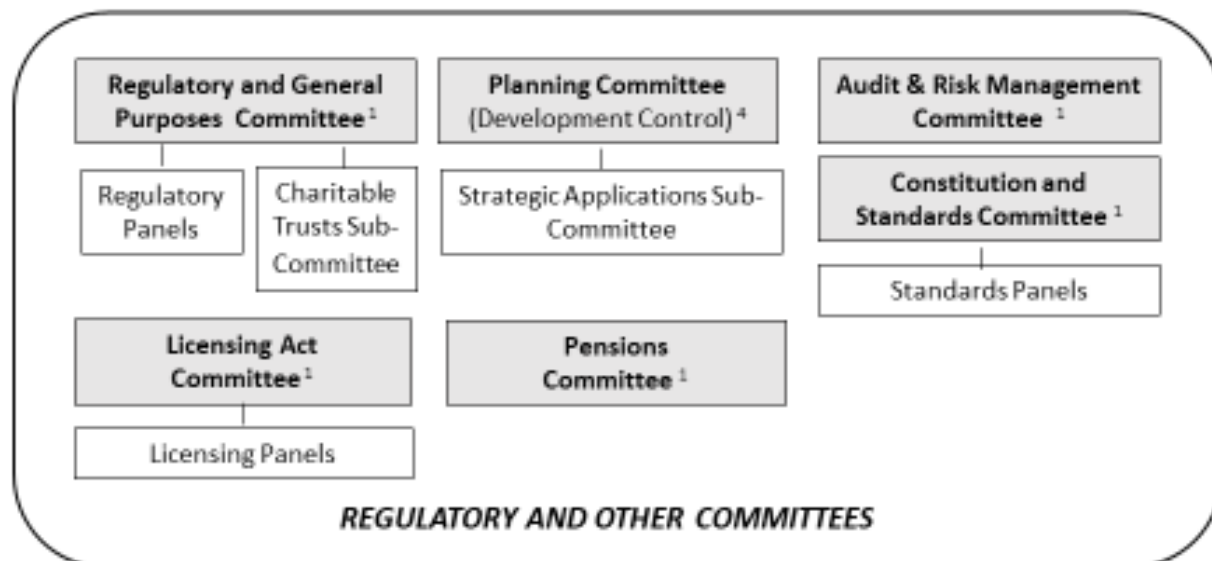 Regulatory and General
Purposes Committee ¹
Regulatory
Panels
Charitable
Trusts Sub-
Committee
Planning Committee
(Development Control) ⁴
Strategic Applications Sub-
Committee
Audit & Risk Management
Committee ¹
Constitution and
Standards Committee ¹
Standards Panels
Licensing Act
Committee ¹
Licensing Panels
Pensions
Committee ¹
REGULATORY AND OTHER COMMITTEES